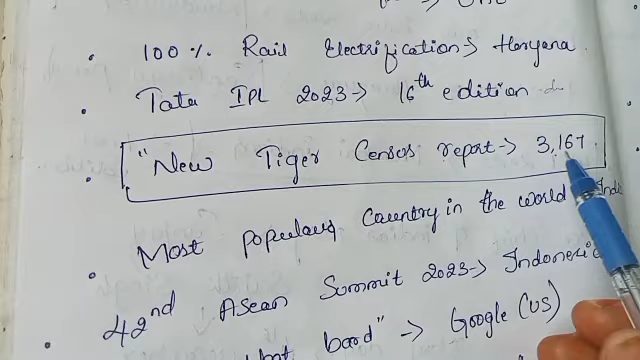 100% Rail Electrification → Haryana
Tata IPL 2023 → 16th edition
"New Tiger Census report → 3,167
Most populous Country in the world
42nd Asean Summit 2023 →
bard" → Google (US)